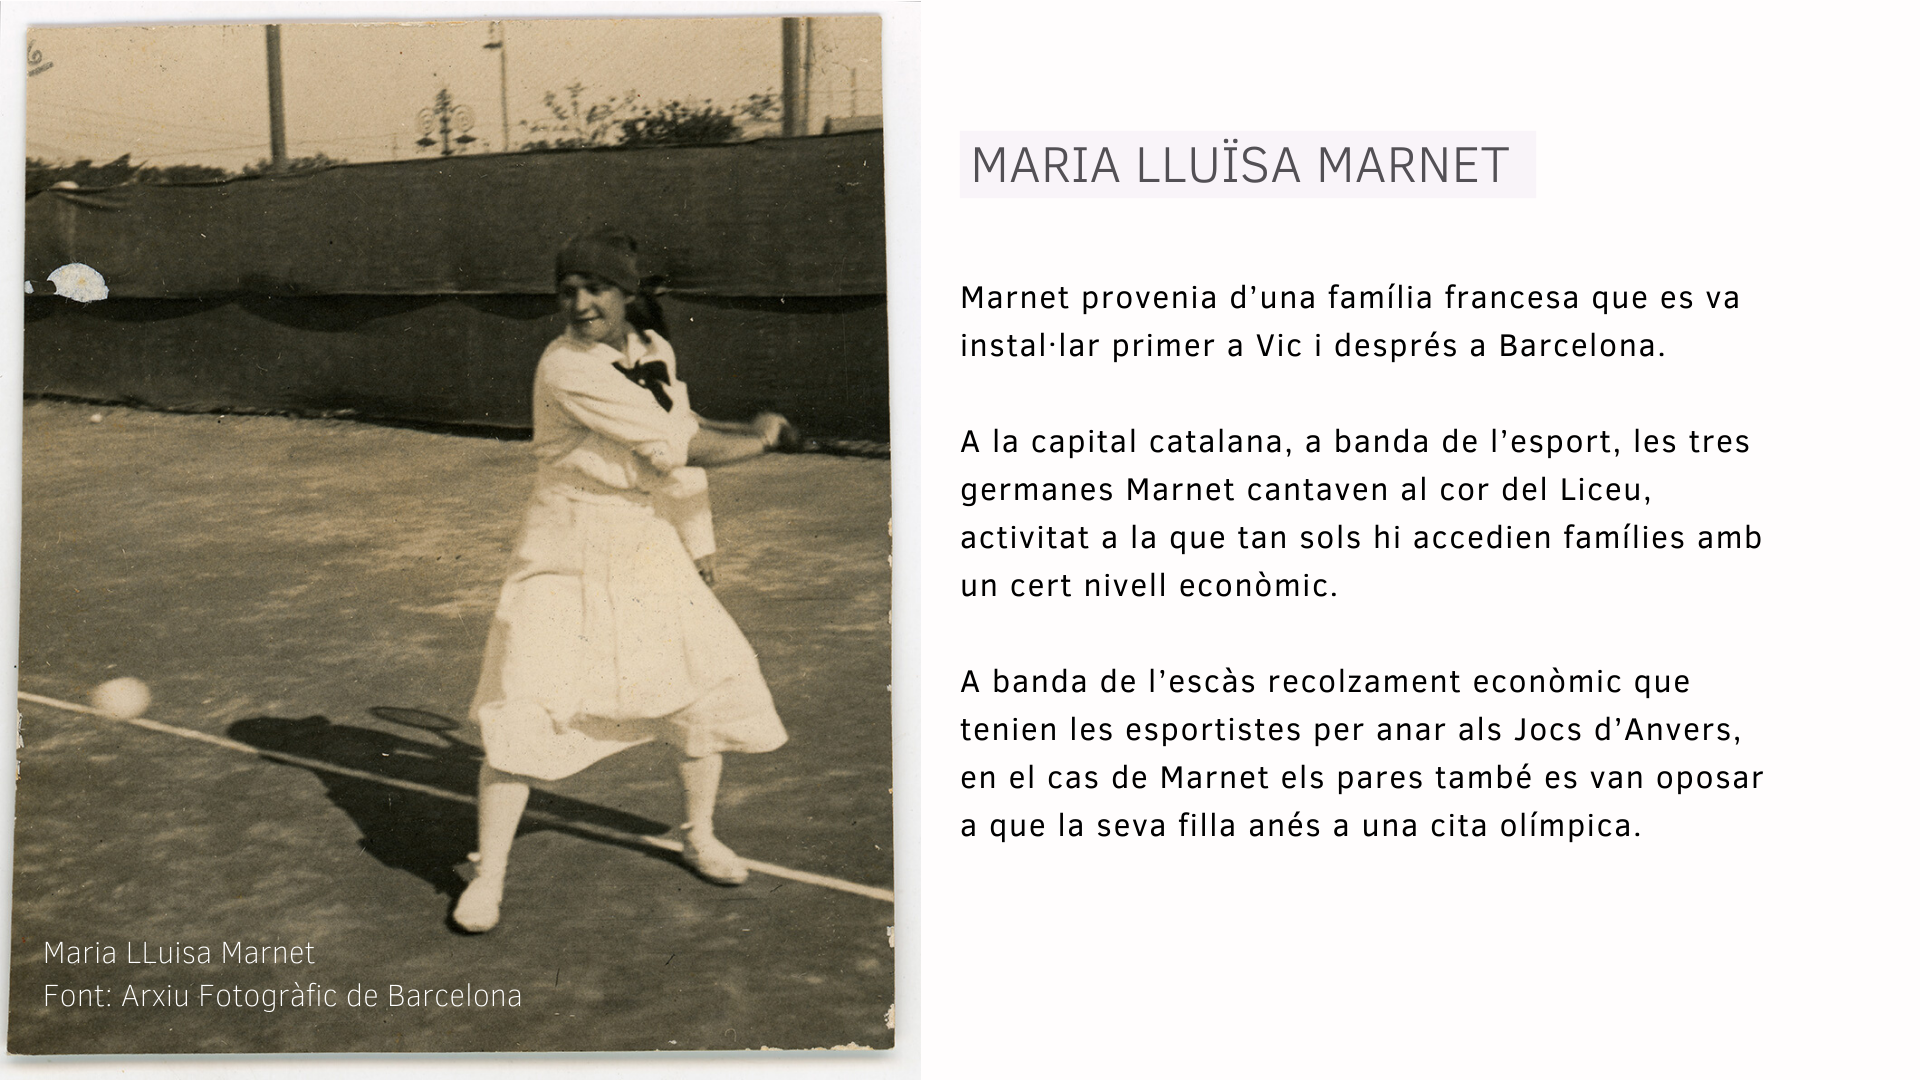 MARIA LLUÏSA MARNET
Marnet provenia d’una família francesa que es va
instal·lar primer a Vic i després a Barcelona.
A la capital catalana, a banda de l’esport, les tres
germanes Marnet cantaven al cor del Liceu,
activitat a la que tan sols hi accedien famílies amb
un cert nivell econòmic.
A banda de l’escàs recolzament econòmic que
tenien les esportistes per anar als Jocs d’Anvers,
en el cas de Marnet els pares també es van oposar
a que la seva filla anés a una cita olímpica.
Maria LLuisa Marnet
Font: Arxiu Fotogràfic de Barcelona